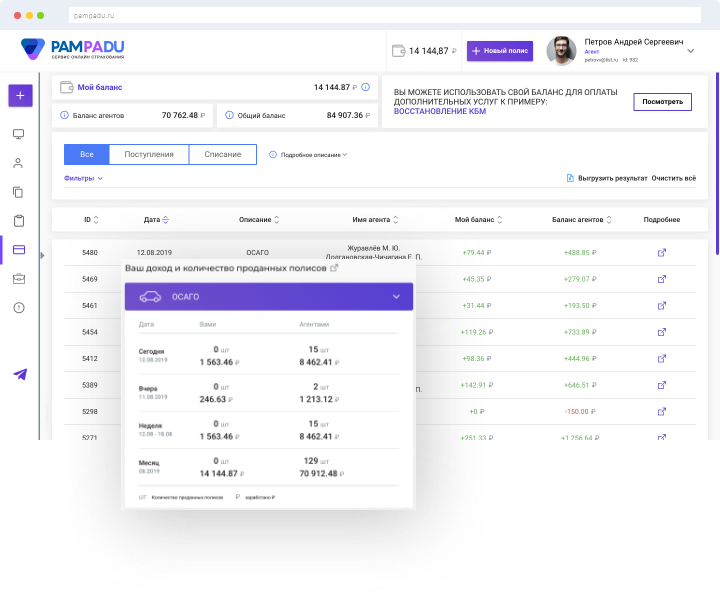 pampadu.ru
PAMPADU
СЕРВИС ОНЛАЙН СТРАХОВАНИЯ
14 144,87 ₽
+ Новый полис
Петров Андрей Сергеевич
Агент
petrovv@list.ru id: 932
Мой баланс 14 144.87 ₽
Баланс агентов 70 762.48 ₽
Общий баланс 84 907.36 ₽
ВЫ МОЖЕТЕ ИСПОЛЬЗОВАТЬ СВОЙ БАЛАНС ДЛЯ ОПЛАТЫ
ДОПОЛНИТЕЛЬНЫХ УСЛУГ К ПРИМЕРУ:
ВОССТАНОВЛЕНИЕ КБМ
Посмотреть
Все Поступления Списание Подробное описание
Фильтры
Выгрузить результат Очистить всё
ID Дата Описание Имя агента Мой баланс Баланс агентов Подробнее
5480 12.08.2019 ОСАГО Журавлёв М. Ю. +79.44 ₽ +488.85 ₽
Долгановская-Чичигина Е. П.
5469 +45.35 ₽ +279.07 ₽
5461 +31.44 ₽ +193.50 ₽
5454 +119.26 ₽ +733.89 ₽
5412 +98.36 ₽ +444.96 ₽
5389 П. +142.91 ₽ +646.51 ₽
5298 +0 ₽ -150.00 ₽
5271 +251.33 ₽ +1 256.64 ₽
Ваш доход и количество проданных полисов
ОСАГО
Дата Вами Агентами
Сегодня 0 шт 15 шт
12.08.2019 1 563.46 ₽ 8 462.41 ₽
Вчера 0 шт 2 шт
11.08.2019 246.63 ₽ 1 213.12 ₽
Неделя 0 шт 15 шт
12.08 - 18.08 1 563.46 ₽ 8 462.41 ₽
Месяц 0 шт 129 шт
08.2019 14 144.87 ₽ 70 912.48 ₽
ШТ Количество проданных полисов ₽ заработано ₽